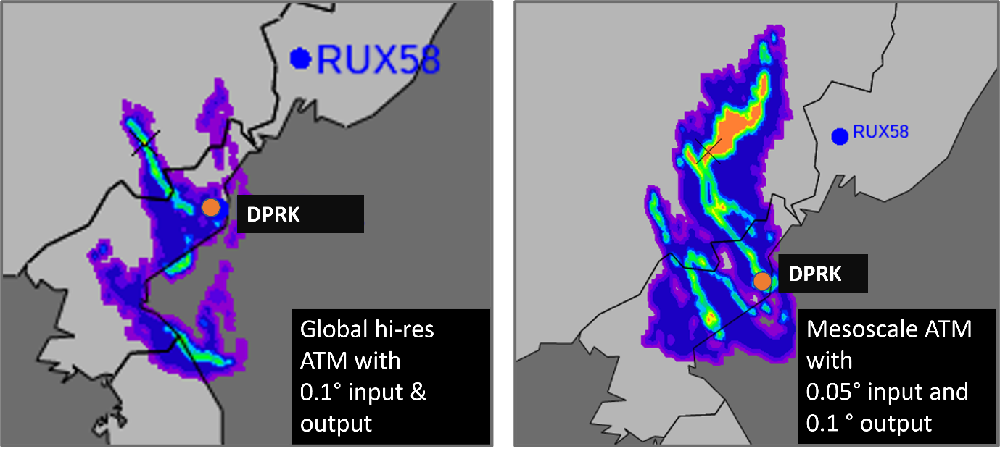 RUX58
DPRK
Global hi-res
ATM with
0.1° input &
output
RUX58
DPRK
Mesoscale ATM
with
0.05° input and
0.1 ° output